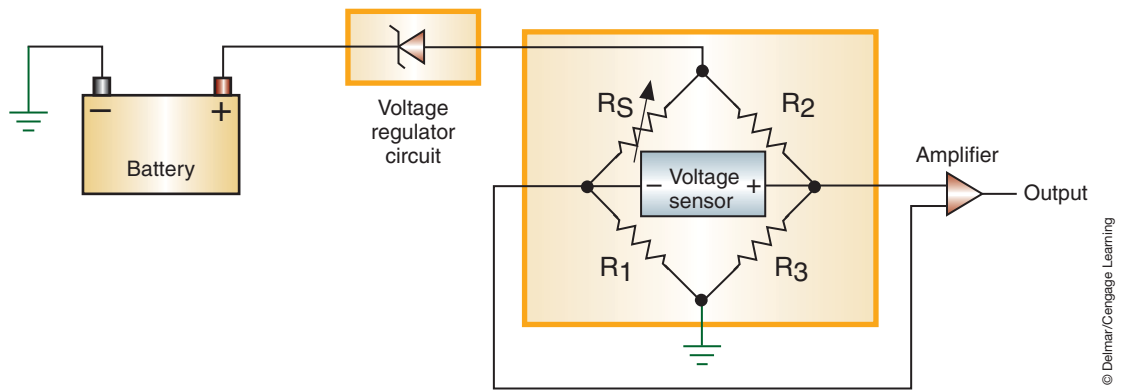 −
+
Battery
Voltage
regulator
circuit
RS
R2
− Voltage +
sensor
R1
R3
Amplifier
Output
© Delmar/Cengage Learning